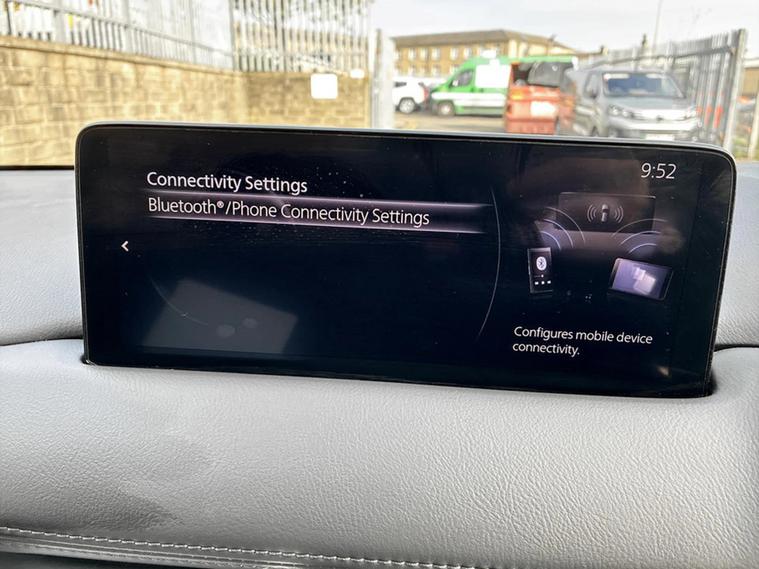 9:52
Connectivity Settings
Bluetooth®/Phone Connectivity Settings
Configures mobile device
connectivity.